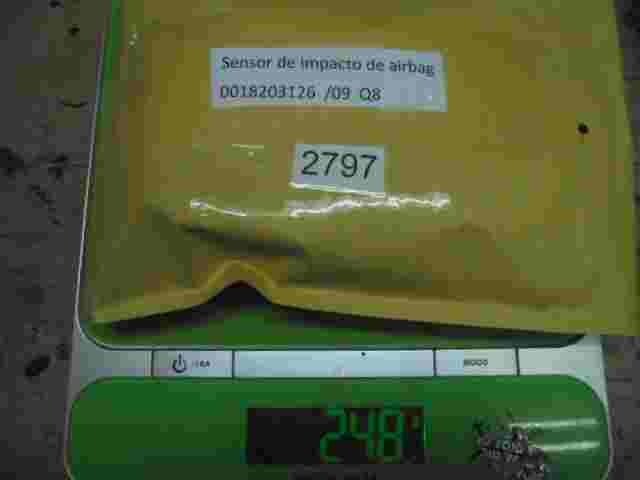 Sensor de impacto de airbag
0018203126 /09 Q8
2797
248